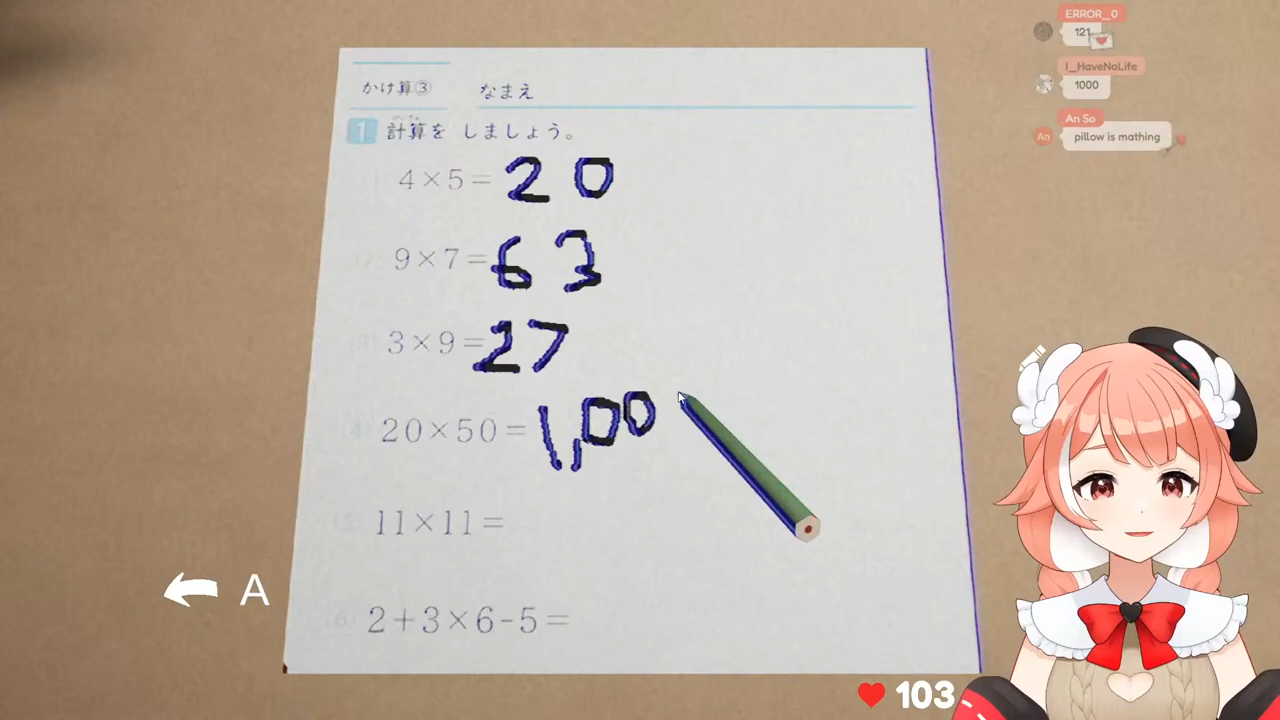 かけ算③ なまえ
1 計算を しましょう。
4×5= 20
9×7= 63
3×9= 27
20×50= 1,00
11×11=
(6) 2+3×6-5=
A
ERROR_0
121
I_HaveNoLife
1000
An So
An pillow is mathing
103